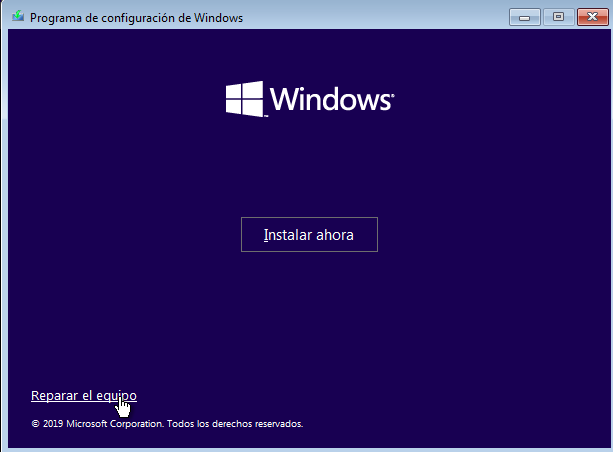 Programa de configuración de Windows
Windows
Instalar ahora
Reparar el equipo
© 2019 Microsoft Corporation. Todos los derechos reservados.